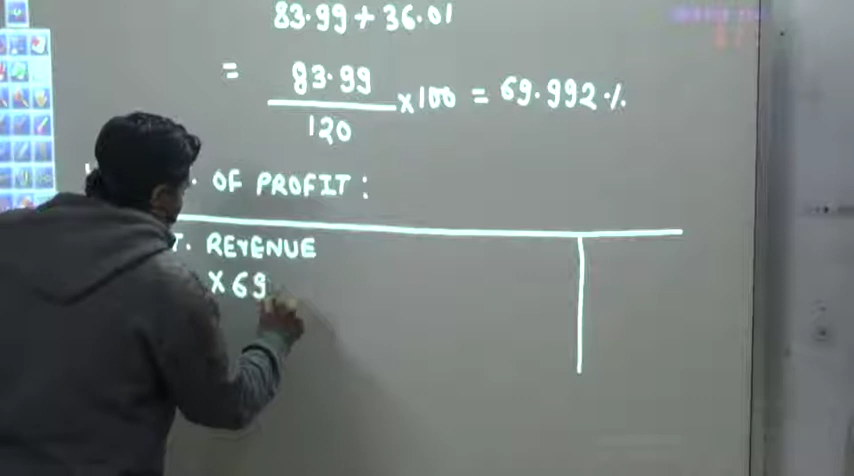 83.99 + 36.01
= 83.99
120
×100 = 69.992 %
. OF PROFIT :
T. REVENUE
×69